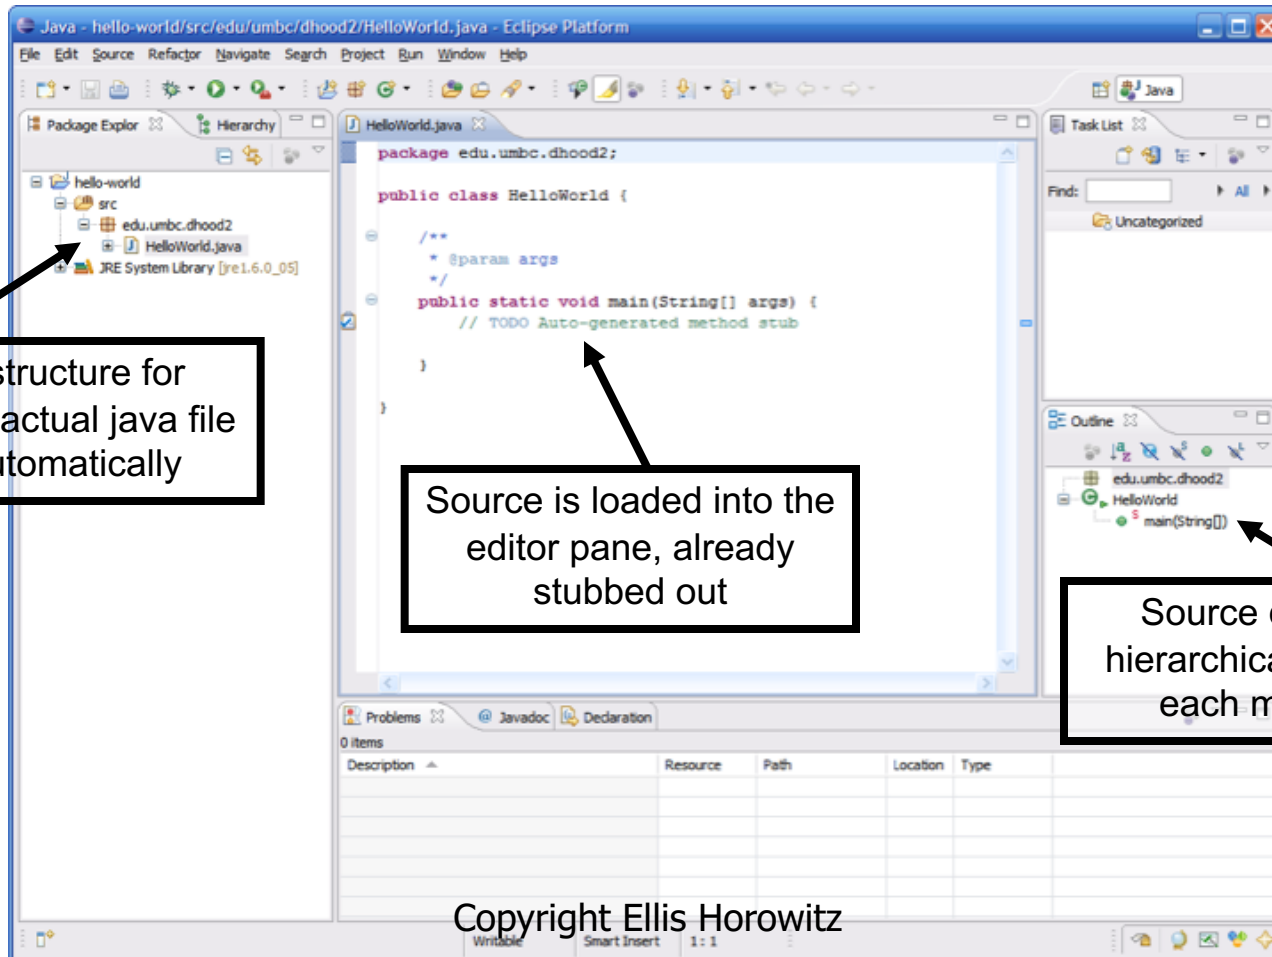 Java - hello-world/src/edu/umbc/dhood2/HelloWorld.java - Eclipse Platform
File Edit Source Refactor Navigate Search Project Run Window Help
Java
Package Explor
Hierarchy
hello-world
src
edu.umbc.dhood2
HelloWorld.java
JRE System Library [jre1.6.0_05]
structure for
actual java file
HelloWorld.java
package edu.umbc.dhood2;
public class HelloWorld {
/**
* @param args
*/
public static void main(String[] args) {
// TODO Auto-generated method stub
}
}
Source is loaded into the
editor pane, already
stubbed out
Task List
Find:
All
Uncategorized
Outline
edu.umbc.dhood2
HelloWorld
main(String[])
Source
hierarchica
each m
Problems
@ Javadoc
Declaration
0 items
Description Resource Path Location Type
Copyright Ellis Horowitz
Writable Smart Insert 1 : 1